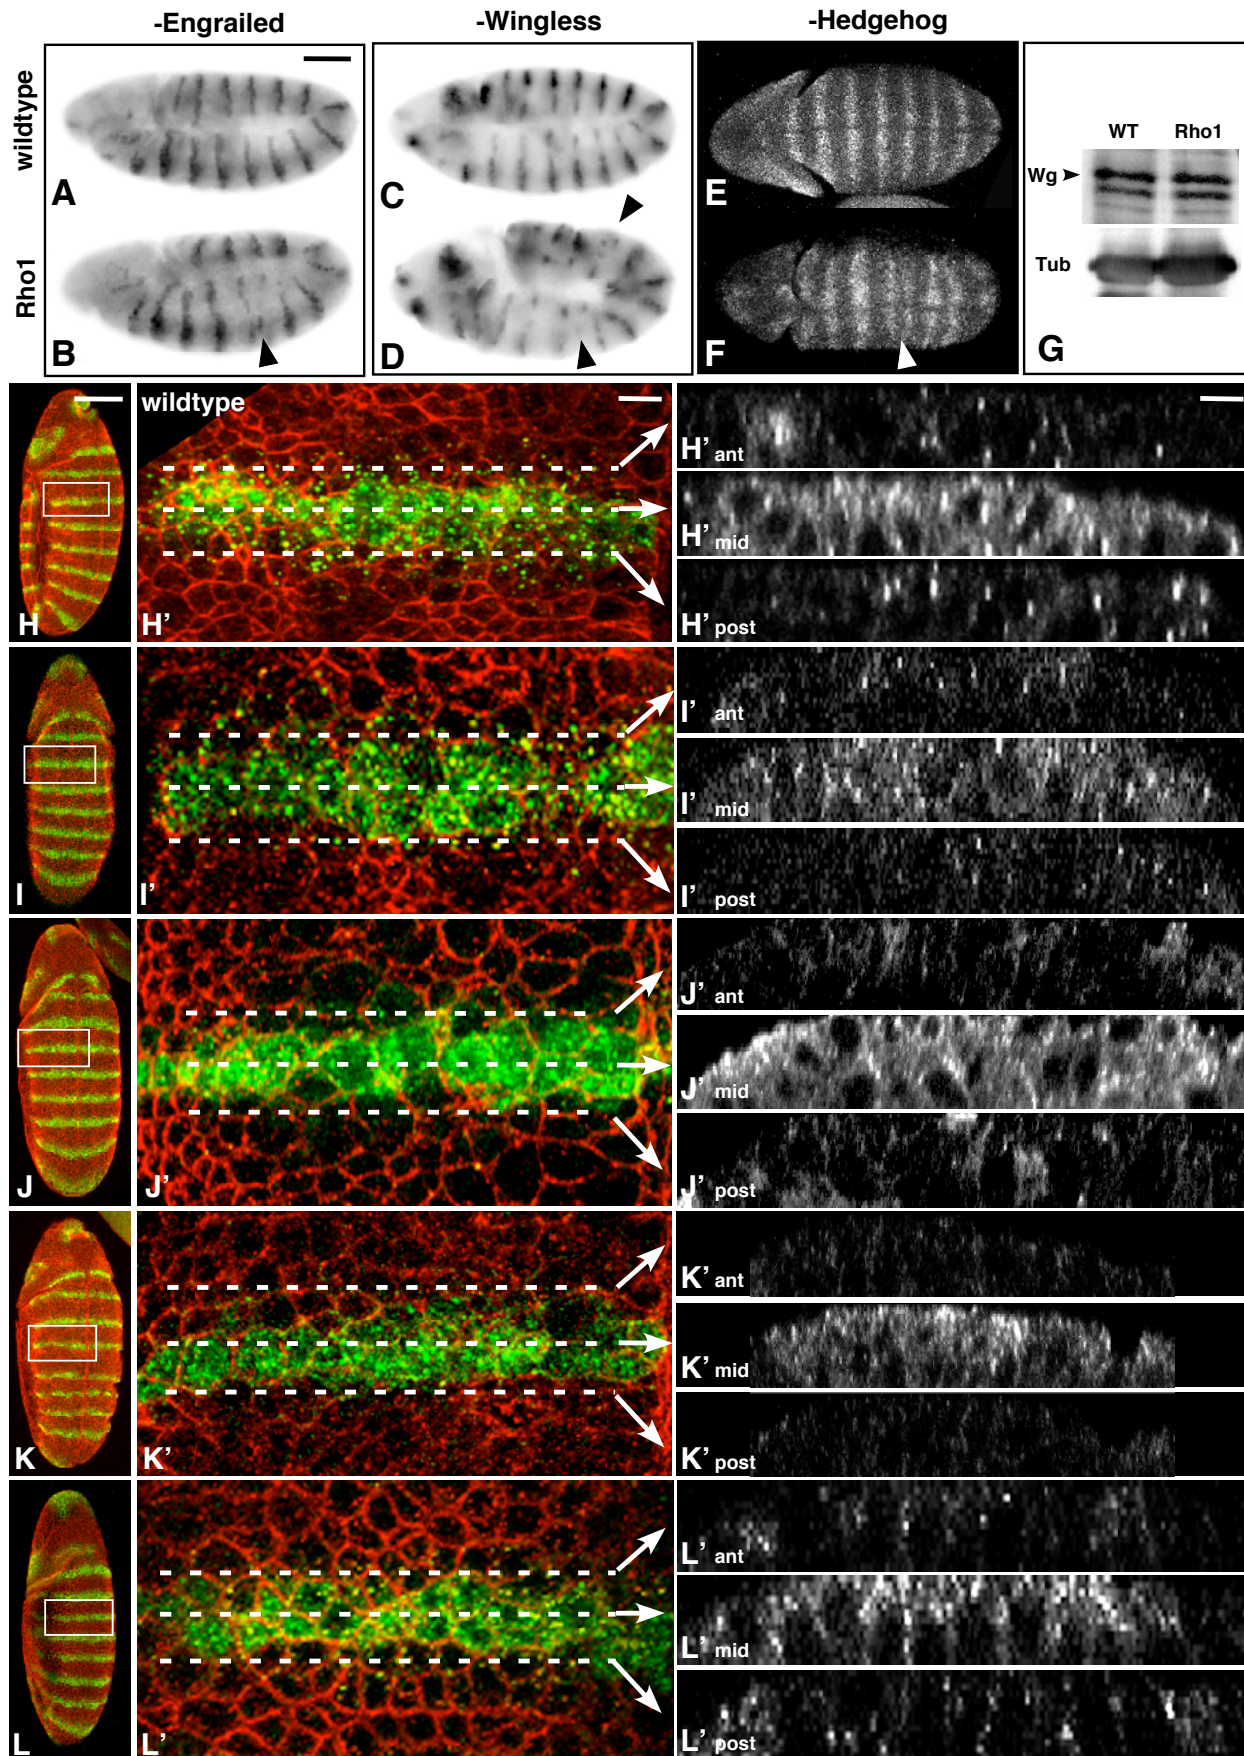 -Engrailed
-Wingless
-Hedgehog
wildtype
Rho1
A
B
C
D
E
F
WT Rho1
Wg
Tub
G
H
wildtype
H'
H' ant
H' mid
H' post
I
I'
I' ant
I' mid
I' post
J
J'
J' ant
J' mid
J' post
K
K'
K' ant
K' mid
K' post
L
L'
L' ant
L' mid
L' post